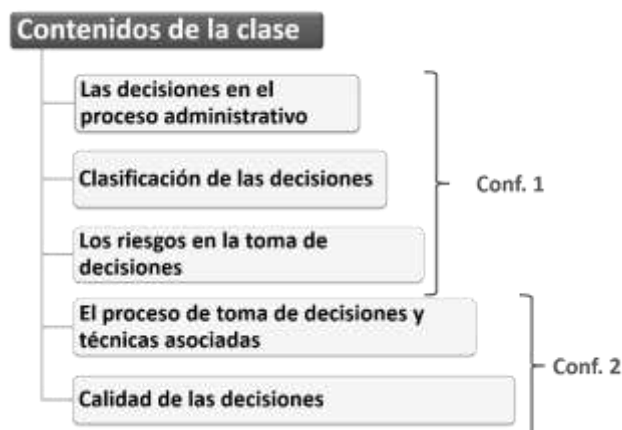 Contenidos de la clase
Las decisiones en el
proceso administrativo
Clasificación de las decisiones
Conf. 1
Los riesgos en la toma de
decisiones
El proceso de toma de decisiones y
técnicas asociadas
Conf. 2
Calidad de las decisiones